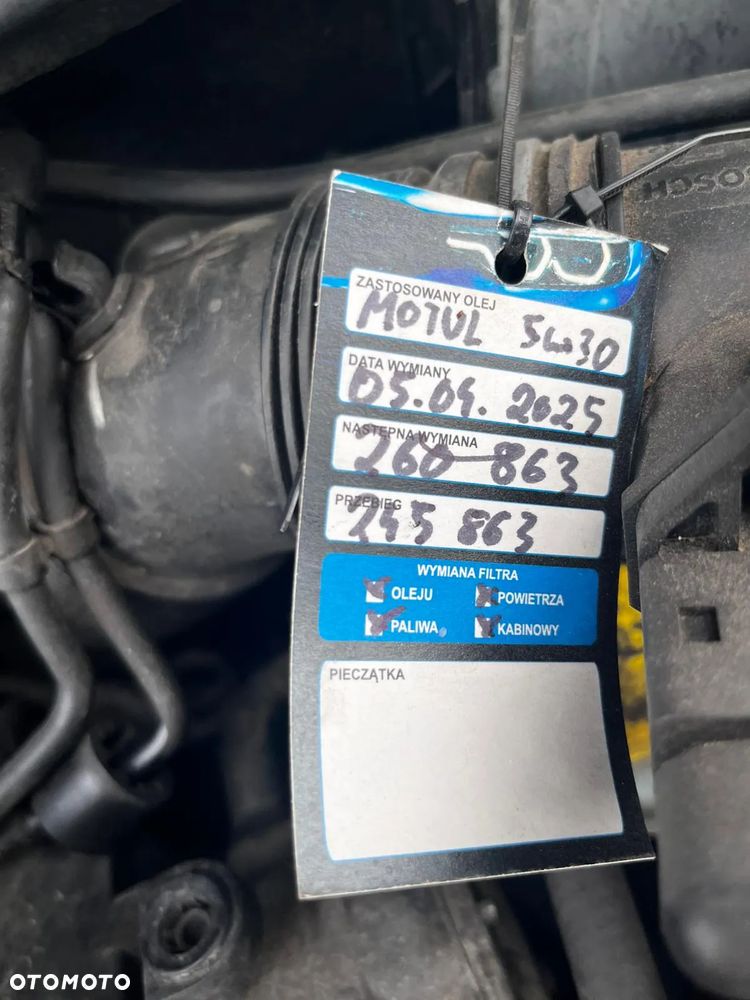 BOSCH
ZASTOSOWANY OLEJ
MOTUL 5w30
DATA WYMIANY
05.04.2025
NASTĘPNA WYMIANA
260 863
PRZEBIEG
245 863
WYMIANA FILTRA
OLEJU
POWIETRZA
PALIWA
KABINOWY
PIECZĄTKA
OTOMOTO